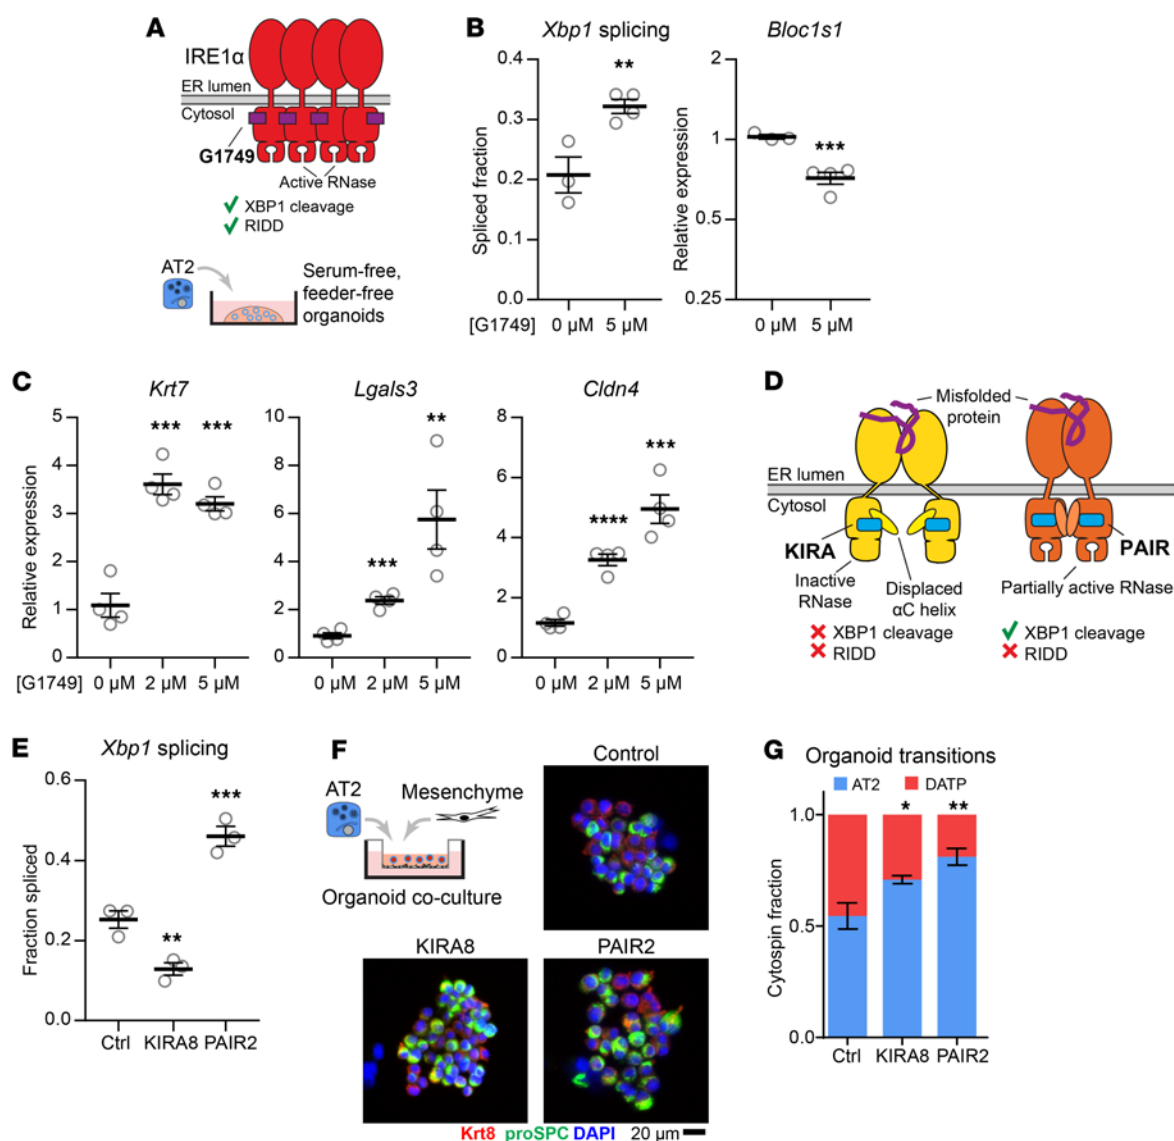 A
IRE1α
ER lumen
Cytosol
G1749
Active RNase
✓ XBP1 cleavage
✓ RIDD
AT2
Serum-free,
feeder-free
organoids
B
Xbp1 splicing
Spliced fraction
0.4
0.3
0.2
0.1
0.0
**
[G1749] 0 µM 5 µM
Bloc1s1
Relative expression
2
1
0.5
0.25
***
0 µM 5 µM
C
Krt7
Relative expression
5
4
3
2
1
0
*** ***
[G1749] 0 µM 2 µM 5 µM
Lgals3
10
8
6
4
2
0
*** **
0 µM 2 µM 5 µM
Cldn4
8
6
4
2
0
**** ***
0 µM 2 µM 5 µM
D
Misfolded
protein
ER lumen
Cytosol
KIRA
PAIR
Inactive
RNase
Displaced
αC helix
Partially active RNase
✗ XBP1 cleavage
✗ RIDD
✓ XBP1 cleavage
✗ RIDD
E
Xbp1 splicing
Fraction spliced
0.6
0.4
0.2
0.0
** ***
Ctrl KIRA8 PAIR2
F
AT2
Mesenchyme
Organoid co-culture
Control
KIRA8
PAIR2
Krt8 proSPC DAPI 20 µm
G
Organoid transitions
AT2 DATP
Cytospin fraction
1.0
0.5
0.0
* **
Ctrl KIRA8 PAIR2